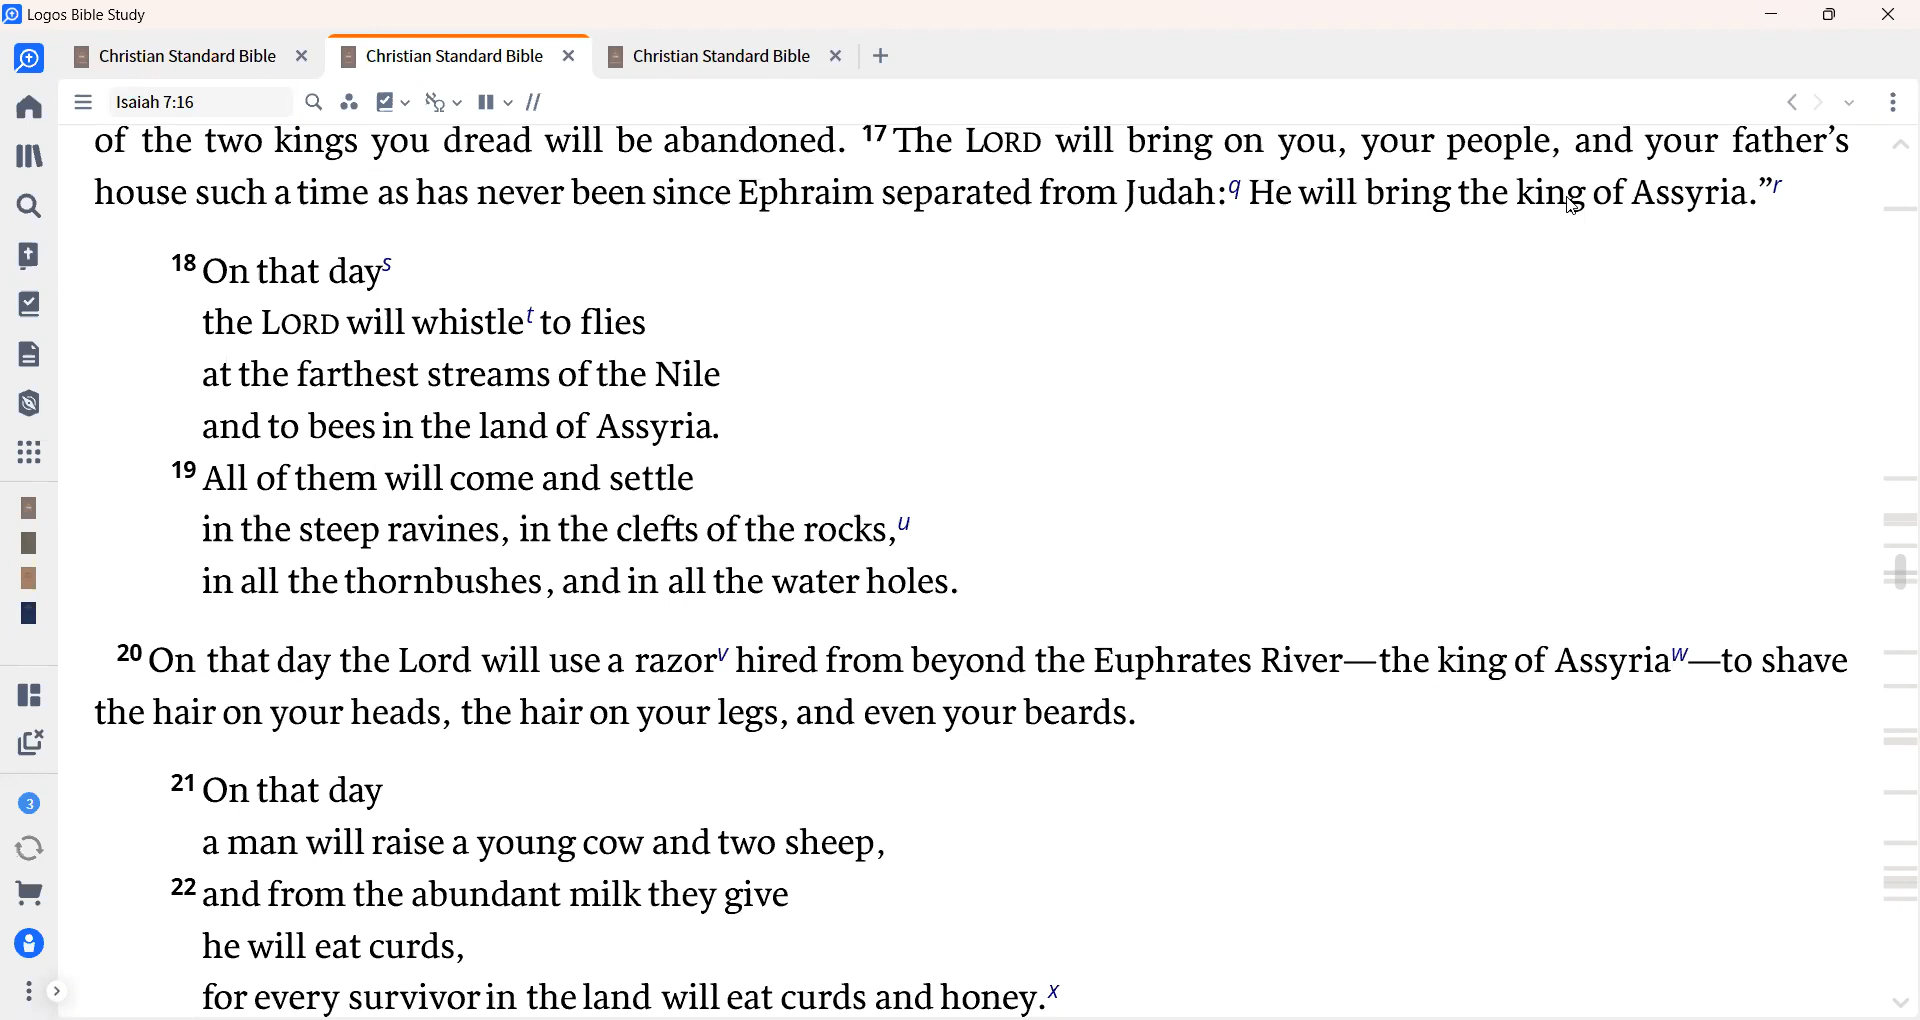 Logos Bible Study
Christian Standard Bible
Christian Standard Bible
Christian Standard Bible
Isaiah 7:16
of the two kings you dread will be abandoned. 17 The LORD will bring on you, your people, and your father’s
house such a time as has never been since Ephraim separated from Judah:q He will bring the king of Assyria.”r
18 On that days
the LORD will whistlet to flies
at the farthest streams of the Nile
and to bees in the land of Assyria.
19 All of them will come and settle
in the steep ravines, in the clefts of the rocks,u
in all the thornbushes, and in all the water holes.
20 On that day the Lord will use a razorv hired from beyond the Euphrates River—the king of Assyriaw—to shave
the hair on your heads, the hair on your legs, and even your beards.
21 On that day
a man will raise a young cow and two sheep,
22 and from the abundant milk they give
he will eat curds,
for every survivor in the land will eat curds and honey.x
3